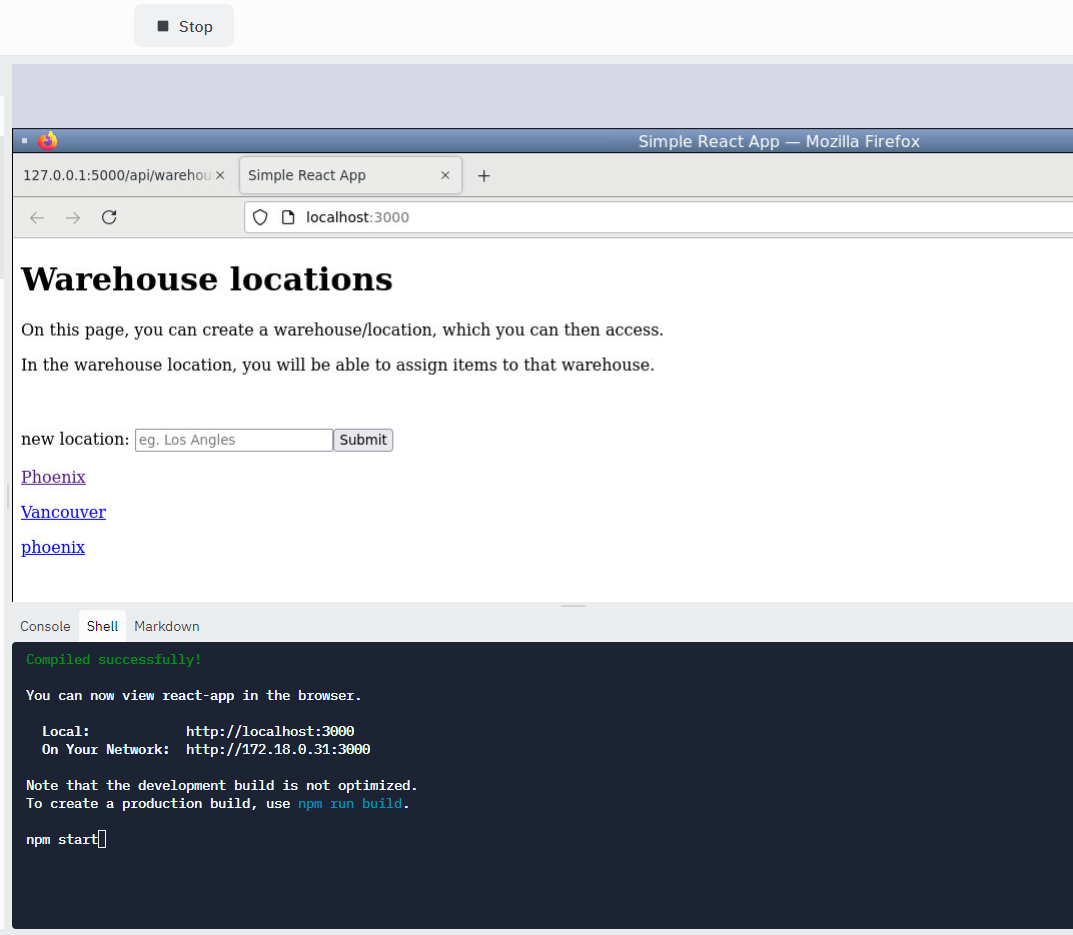 Stop
Simple React App — Mozilla Firefox
127.0.0.1:5000/api/warehou
Simple React App
localhost:3000
Warehouse locations
On this page, you can create a warehouse/location, which you can then access.
In the warehouse location, you will be able to assign items to that warehouse.
new location: eg. Los Angles Submit
Phoenix
Vancouver
phoenix
Console Shell Markdown
Compiled successfully!
You can now view react-app in the browser.
Local: http://localhost:3000
On Your Network: http://172.18.0.31:3000
Note that the development build is not optimized.
To create a production build, use npm run build.
npm start